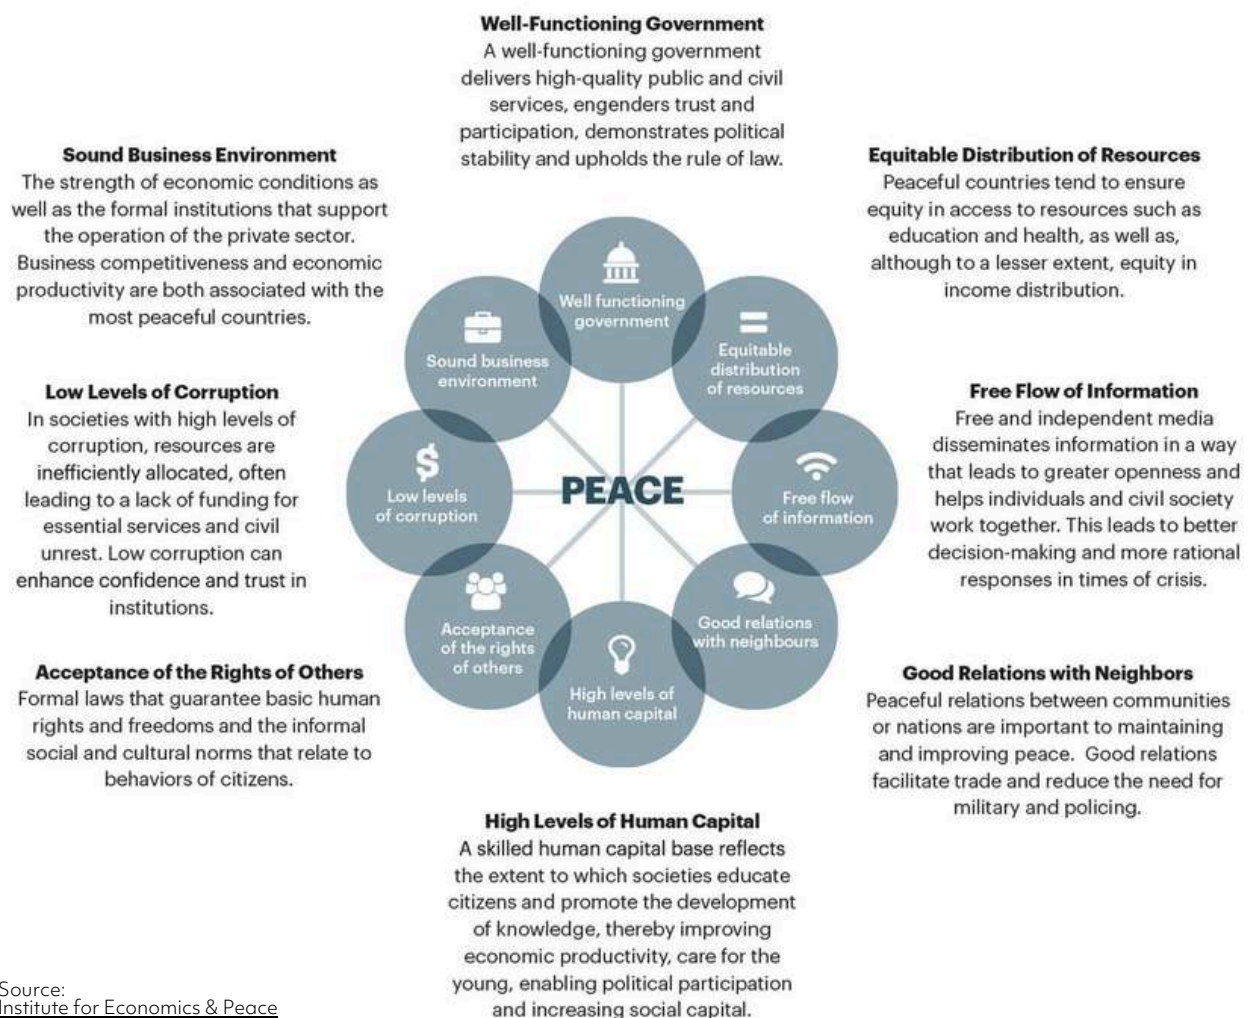 Well-Functioning Government
A well-functioning government
delivers high-quality public and civil
services, engenders trust and
participation, demonstrates political
stability and upholds the rule of law.
Sound Business Environment
The strength of economic conditions as
well as the formal institutions that support
the operation of the private sector.
Business competitiveness and economic
productivity are both associated with the
most peaceful countries.
Equitable Distribution of Resources
Peaceful countries tend to ensure
equity in access to resources such as
education and health, as well as,
although to a lesser extent, equity in
income distribution.
Low Levels of Corruption
In societies with high levels of
corruption, resources are
inefficiently allocated, often
leading to a lack of funding for
essential services and civil
unrest. Low corruption can
enhance confidence and trust in
institutions.
Well functioning
government
Sound business
environment
Equitable
distribution
of resources
$
Low levels
of corruption
PEACE
Free flow
of information
Acceptance
of the rights
of others
High levels of
human capital
Good relations
with neighbours
Free Flow of Information
Free and independent media
disseminates information in a way
that leads to greater openness and
helps individuals and civil society
work together. This leads to better
decision-making and more rational
responses in times of crisis.
Acceptance of the Rights of Others
Formal laws that guarantee basic human
rights and freedoms and the informal
social and cultural norms that relate to
behaviors of citizens.
Good Relations with Neighbors
Peaceful relations between communities
or nations are important to maintaining
and improving peace. Good relations
facilitate trade and reduce the need for
military and policing.
High Levels of Human Capital
A skilled human capital base reflects
the extent to which societies educate
citizens and promote the development
of knowledge, thereby improving
economic productivity, care for the
young, enabling political participation
and increasing social capital.
Source:
Institute for Economics & Peace